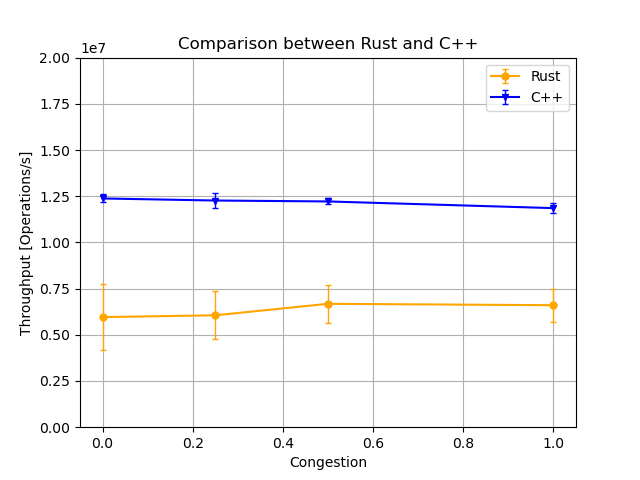 Comparison between Rust and C++
1e7
2.00
1.75
1.50
1.25
1.00
0.75
0.50
0.25
0.00
Throughput [Operations/s]
Rust
C++
0.0 0.2 0.4 0.6 0.8 1.0
Congestion